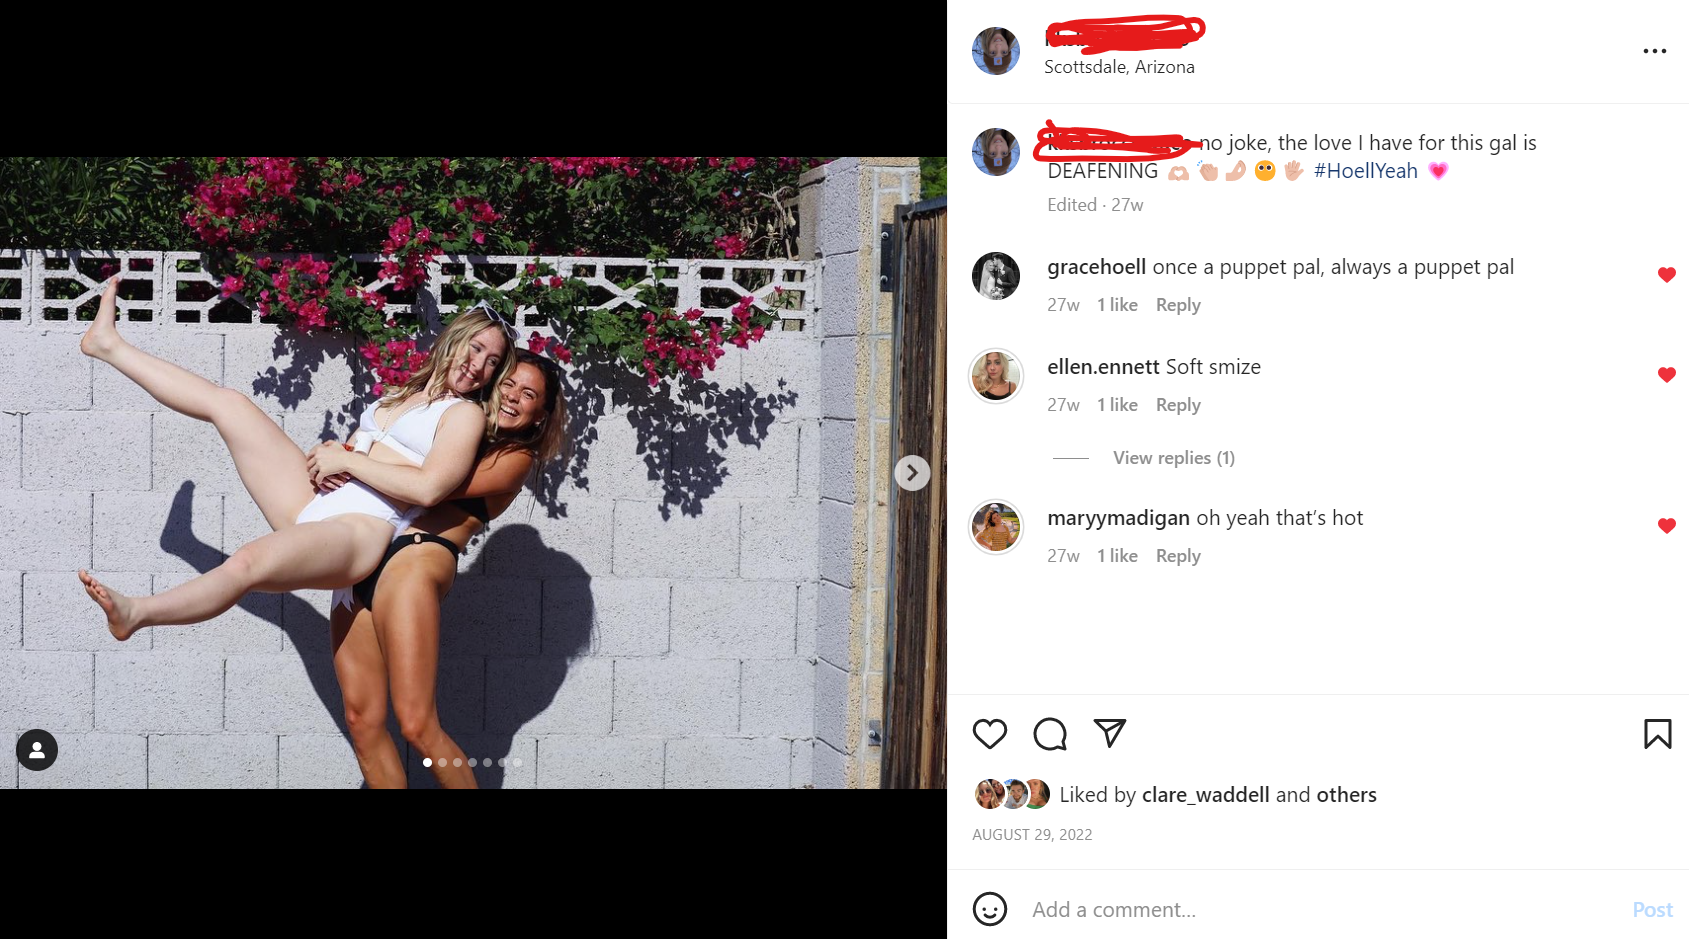 Scottsdale, Arizona
no joke, the love I have for this gal is
DEAFENING 🫶🏻👏🏻🤌🏻😶🖐🏻 #HoellYeah 💗
Edited · 27w
gracehoell once a puppet pal, always a puppet pal
27w 1 like Reply
ellen.ennett Soft smize
27w 1 like Reply
View replies (1)
maryymadigan oh yeah that’s hot
27w 1 like Reply
Liked by clare_waddell and others
AUGUST 29, 2022
Add a comment...
Post